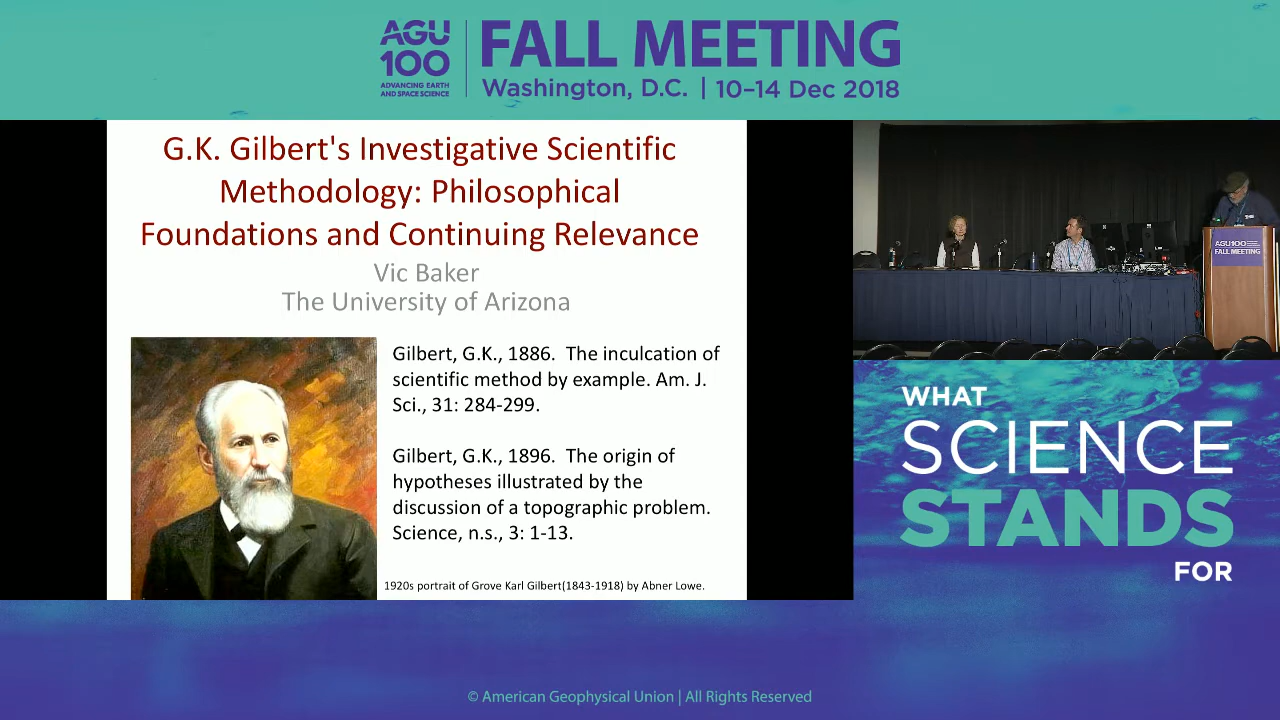 AGU
100
ADVANCING EARTH
AND SPACE SCIENCE
FALL MEETING
Washington, D.C. | 10–14 Dec 2018
G.K. Gilbert's Investigative Scientific
Methodology: Philosophical
Foundations and Continuing Relevance
Vic Baker
The University of Arizona
Gilbert, G.K., 1886. The inculcation of
scientific method by example. Am. J.
Sci., 31: 284-299.
Gilbert, G.K., 1896. The origin of
hypotheses illustrated by the
discussion of a topographic problem.
Science, n.s., 3: 1-13.
1920s portrait of Grove Karl Gilbert(1843-1918) by Abner Lowe.
AGU100
FALL MEETING
WHAT
SCIENCE
STANDS
FOR
© American Geophysical Union | All Rights Reserved